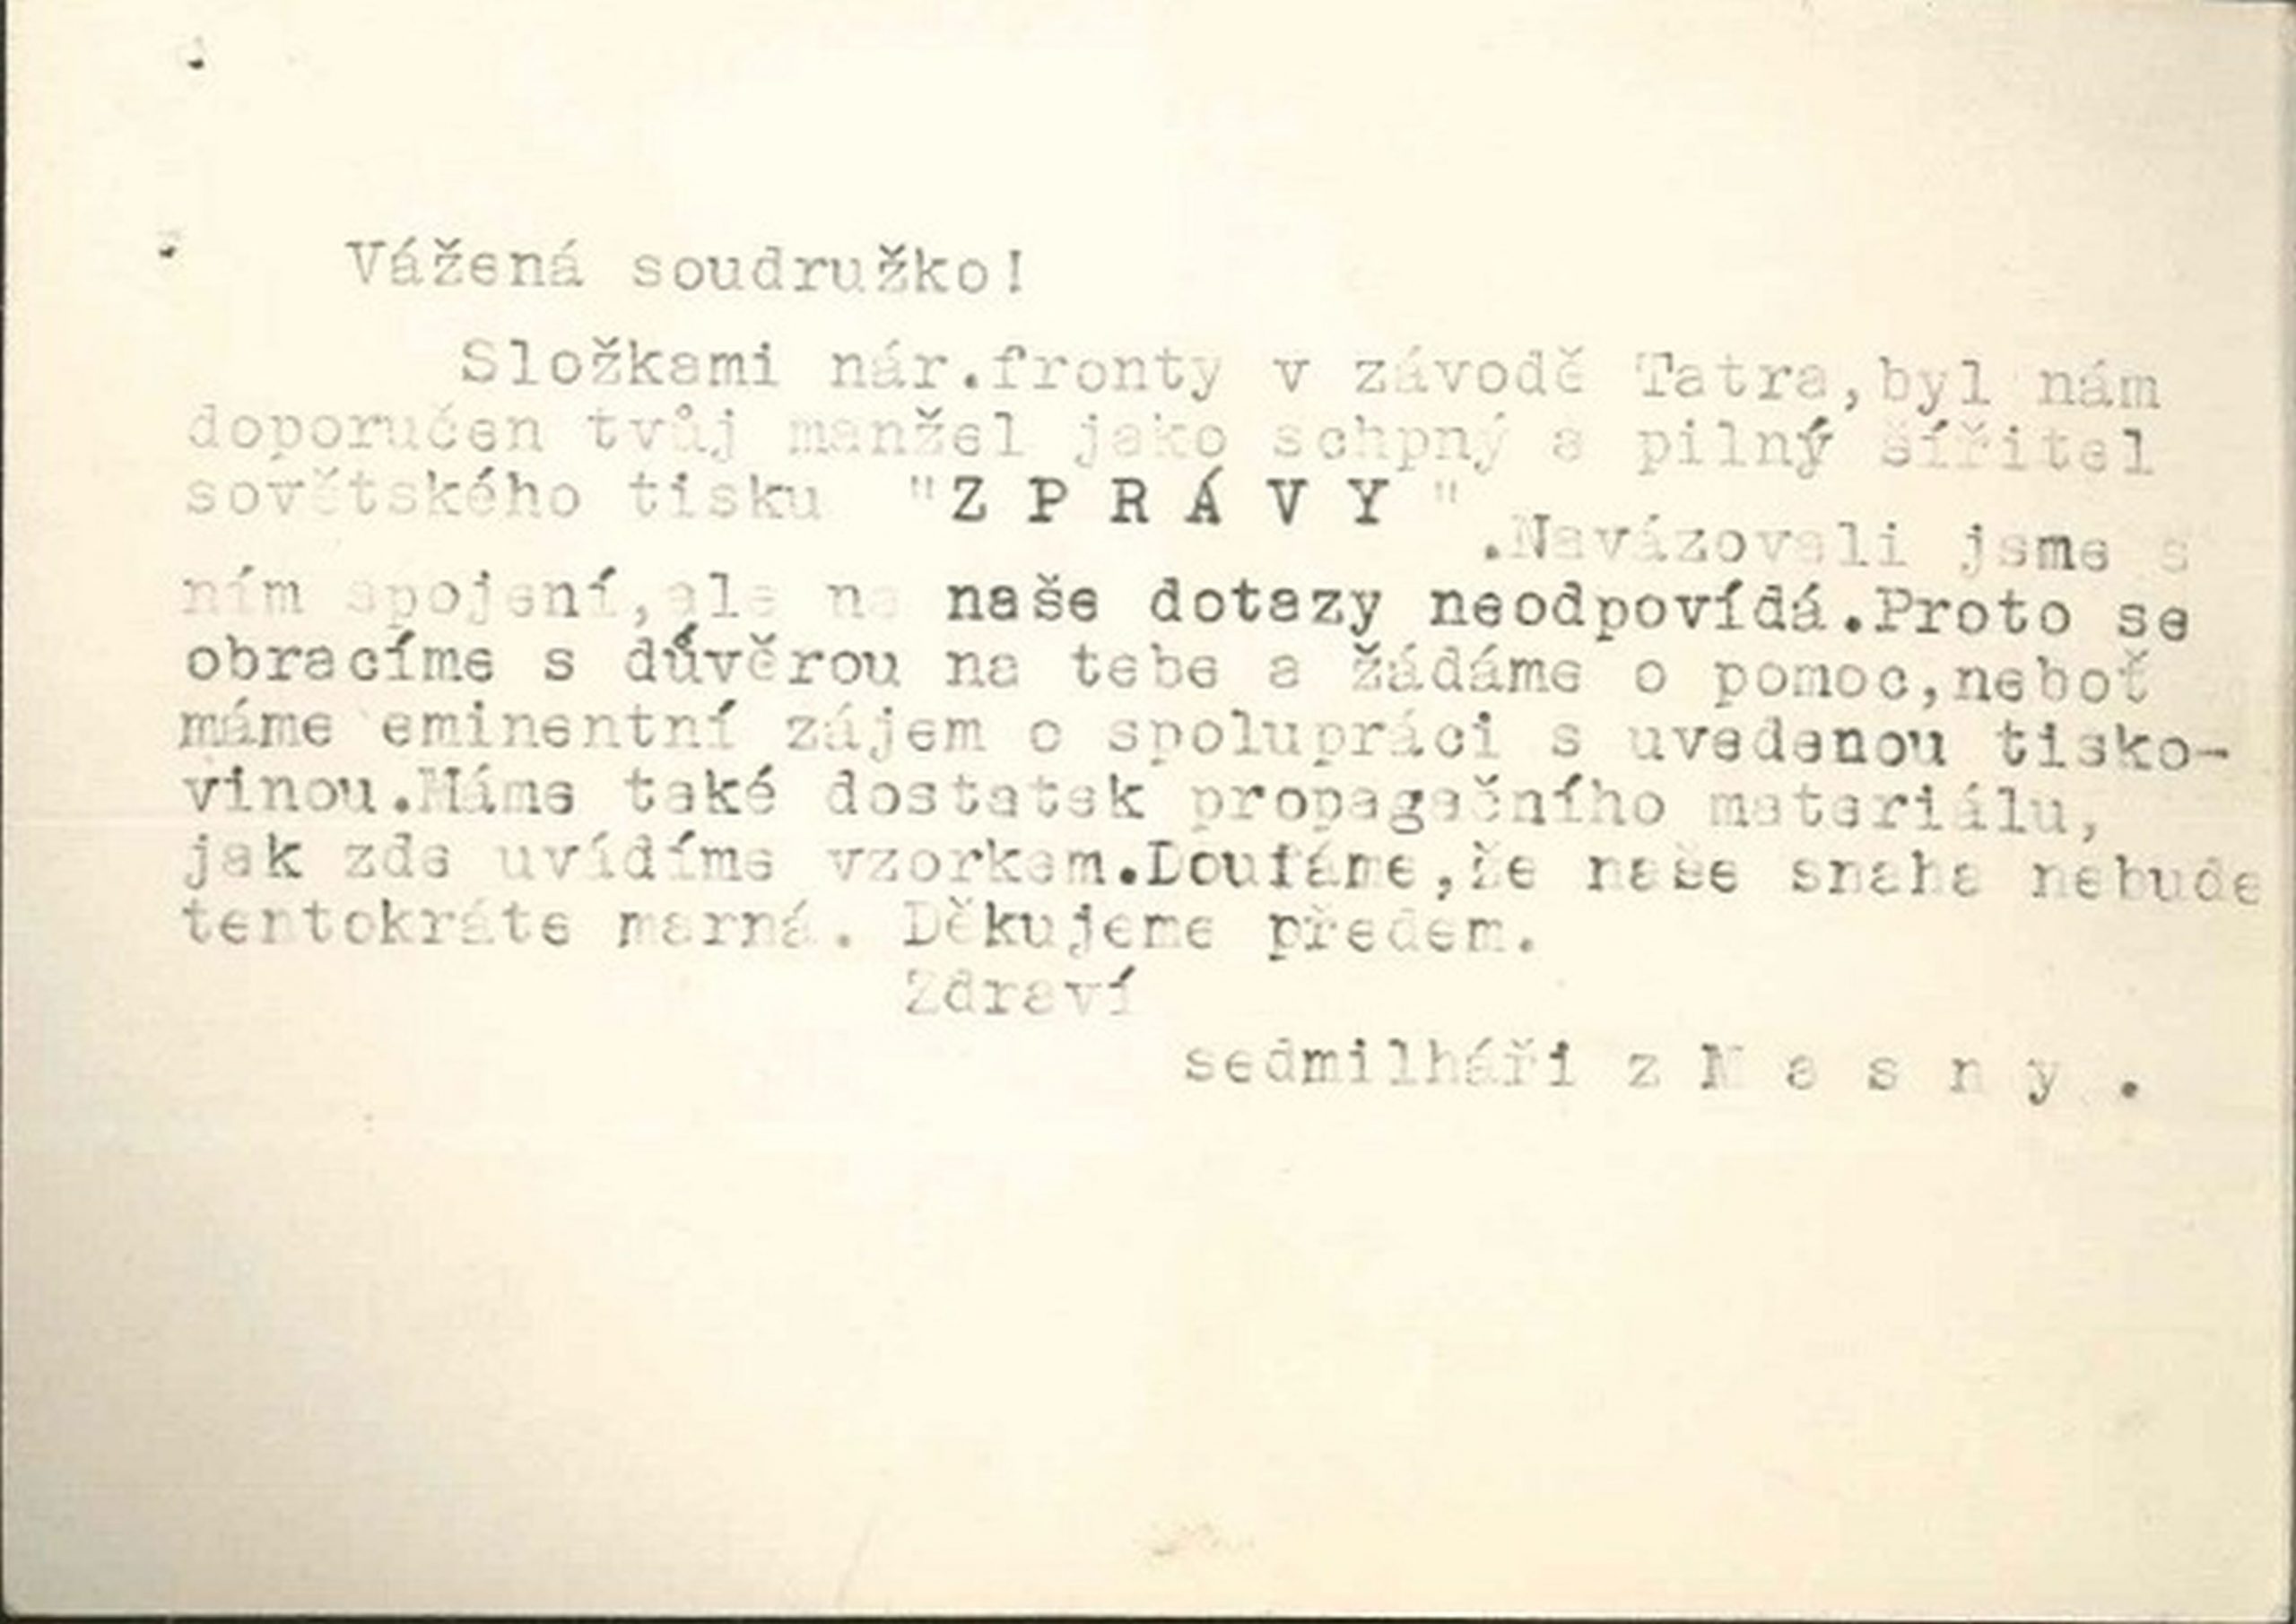 Vážená soudružko!
Složkami nár.fronty v závodě Tatra,byl nám
doporučen tvůj manžel jako schpný a pilný šířitel
sovětského tisku "Z P R Á V Y"
.Navázovali jsme s
ním spojení,ale na naše dotazy neodpovídá.Proto se
obracíme s důvěrou na tebe a žádáme o pomoc,neboť
máme eminentní zájem o spolupráci s uvedenou tisko-
vinou.Máme také dostatek propagačního materiálu,
jak zde uvídíme vzorkem.Doufáme,že naše snaha nebude
tentokráte marná. Děkujeme předem.
Zdraví
sedmilháři z M a s n y .